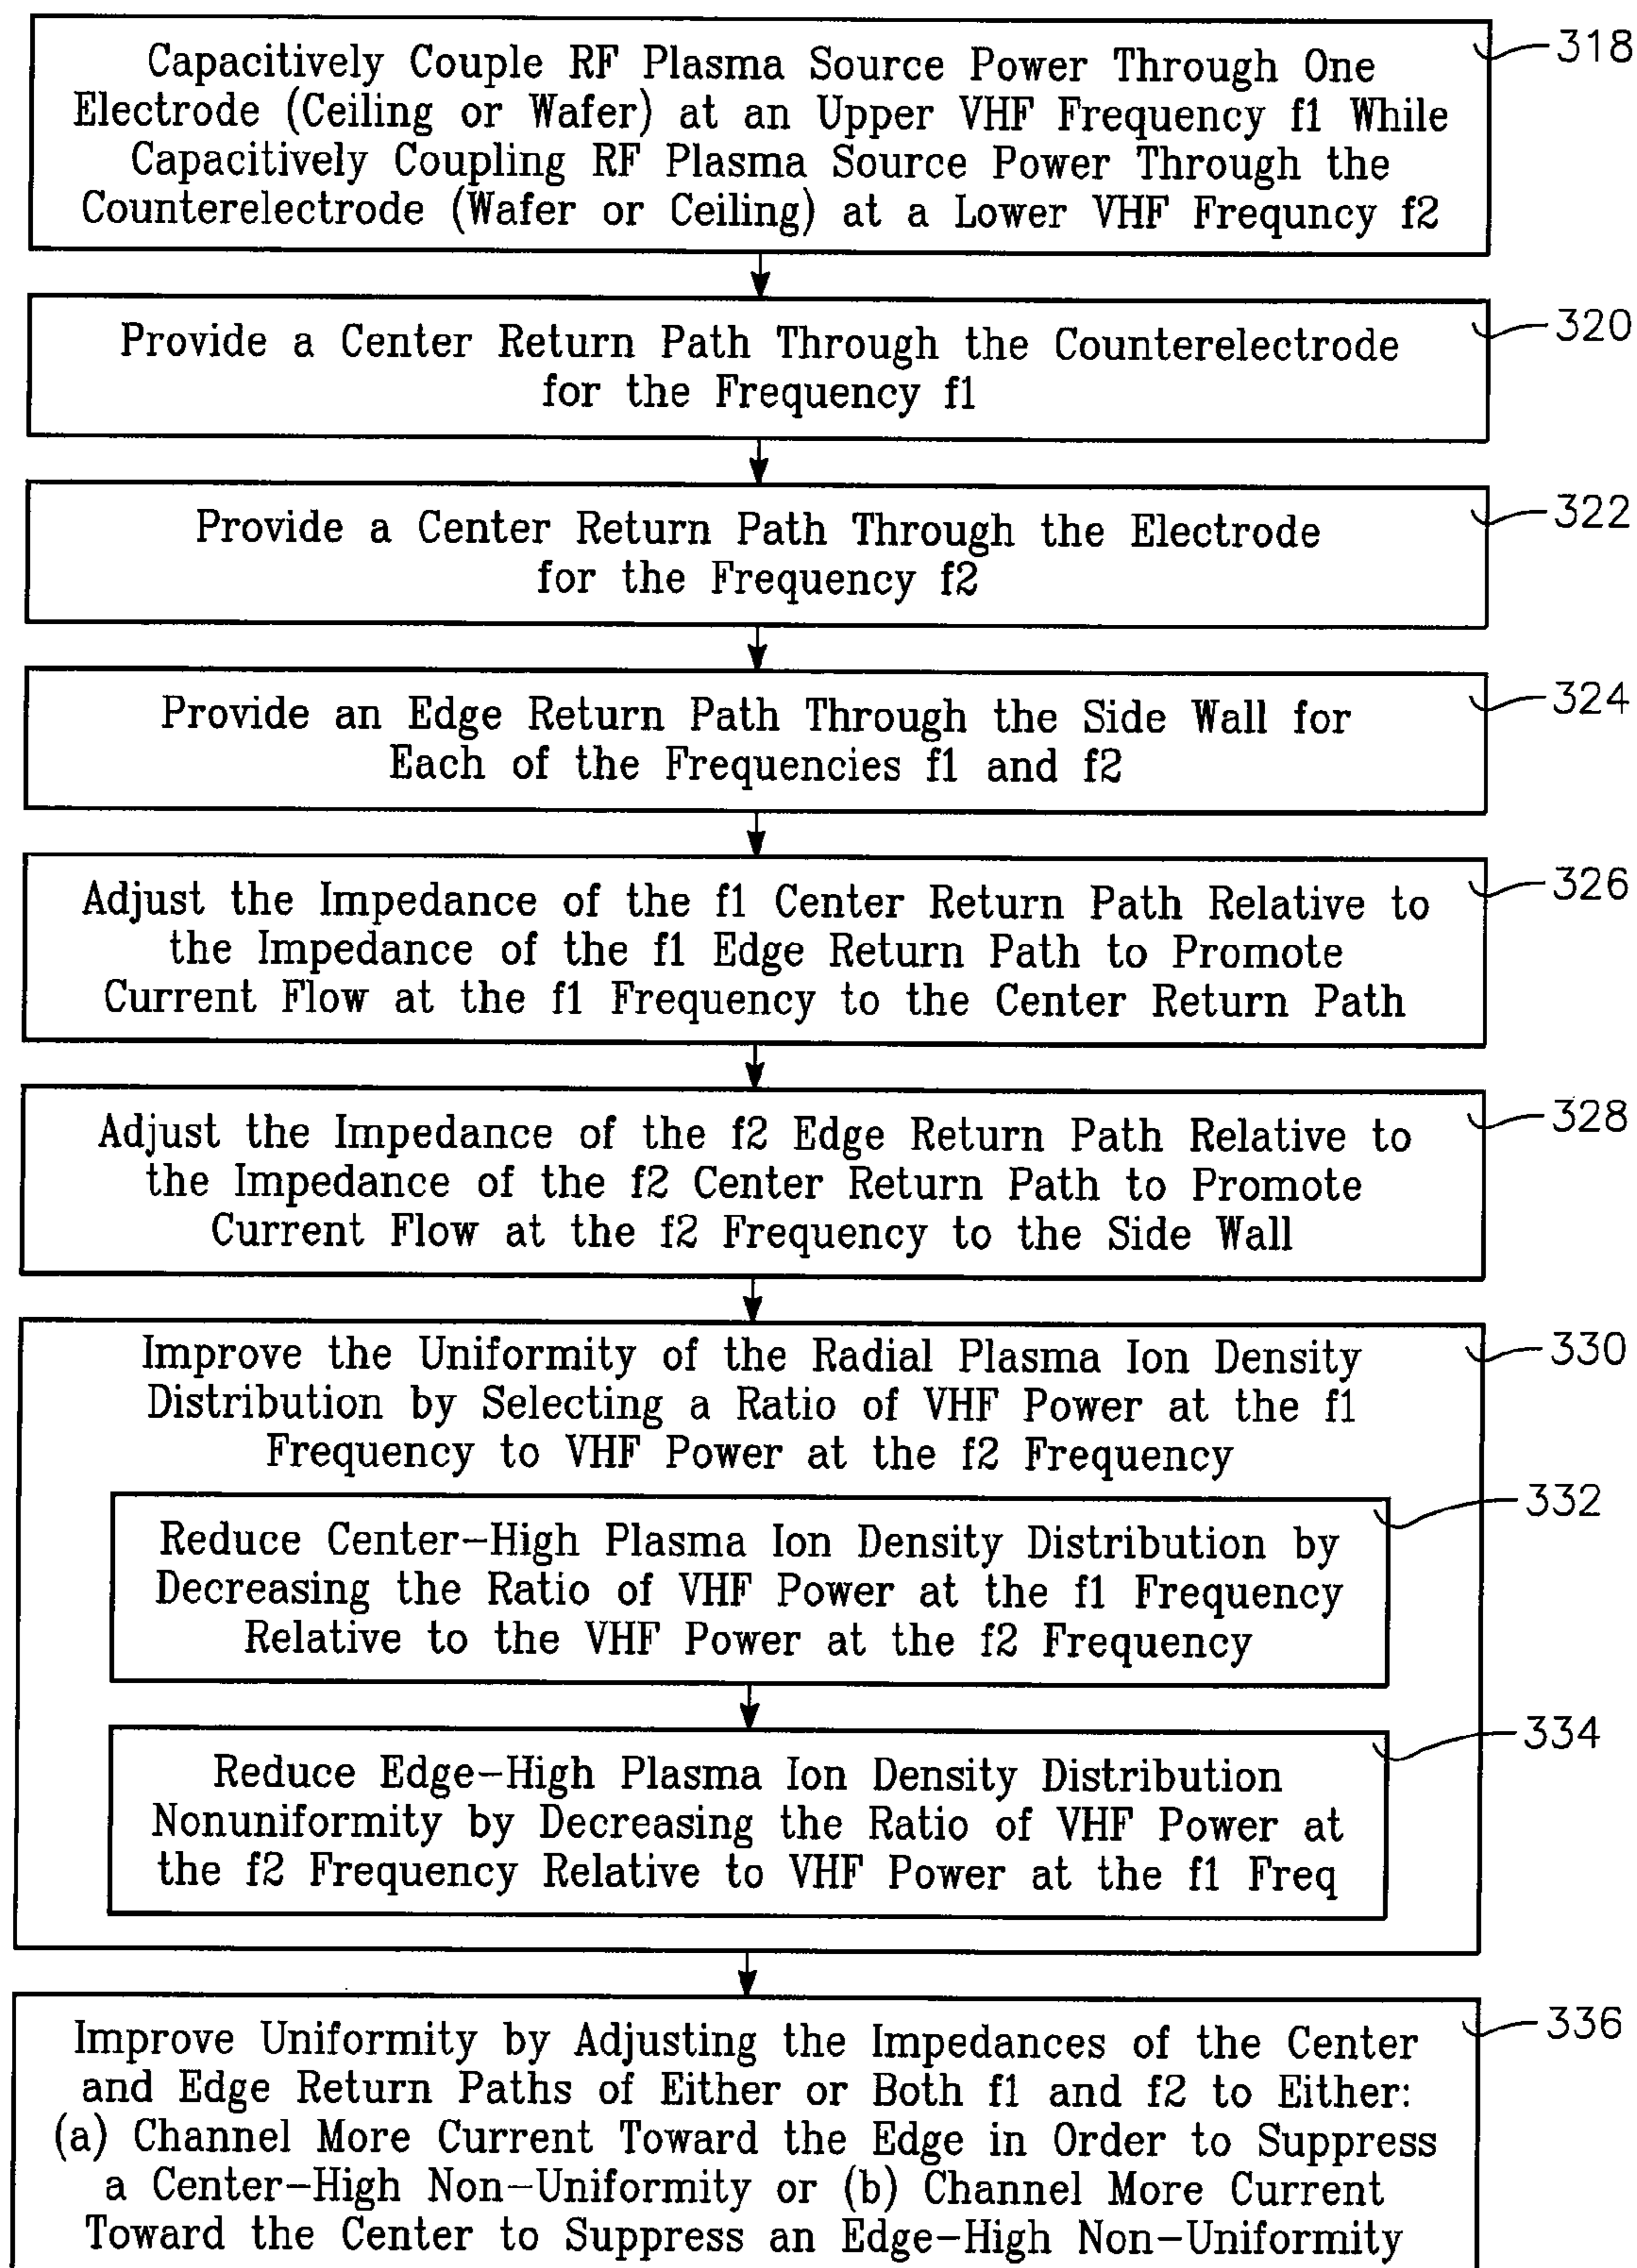 Capacitively Couple RF Plasma Source Power Through One
Electrode (Ceiling or Wafer) at an Upper VHF Frequency f1 While
Capacitively Coupling RF Plasma Source Power Through the
Counterelectrode (Wafer or Ceiling) at a Lower VHF Frequncy f2
318
Provide a Center Return Path Through the Counterelectrode
for the Frequency f1
320
Provide a Center Return Path Through the Electrode
for the Frequency f2
322
Provide an Edge Return Path Through the Side Wall for
Each of the Frequencies f1 and f2
324
Adjust the Impedance of the f1 Center Return Path Relative to
the Impedance of the f1 Edge Return Path to Promote
Current Flow at the f1 Frequency to the Center Return Path
326
Adjust the Impedance of the f2 Edge Return Path Relative to
the Impedance of the f2 Center Return Path to Promote
Current Flow at the f2 Frequency to the Side Wall
328
Improve the Uniformity of the Radial Plasma Ion Density
Distribution by Selecting a Ratio of VHF Power at the f1
Frequency to VHF Power at the f2 Frequency
330
Reduce Center-High Plasma Ion Density Distribution by
Decreasing the Ratio of VHF Power at the f1 Frequency
Relative to the VHF Power at the f2 Frequency
332
Reduce Edge-High Plasma Ion Density Distribution
Nonuniformity by Decreasing the Ratio of VHF Power at
the f2 Frequency Relative to VHF Power at the f1 Freq
334
Improve Uniformity by Adjusting the Impedances of the Center
and Edge Return Paths of Either or Both f1 and f2 to Either:
(a) Channel More Current Toward the Edge in Order to Suppress
a Center-High Non-Uniformity or (b) Channel More Current
Toward the Center to Suppress an Edge-High Non-Uniformity
336